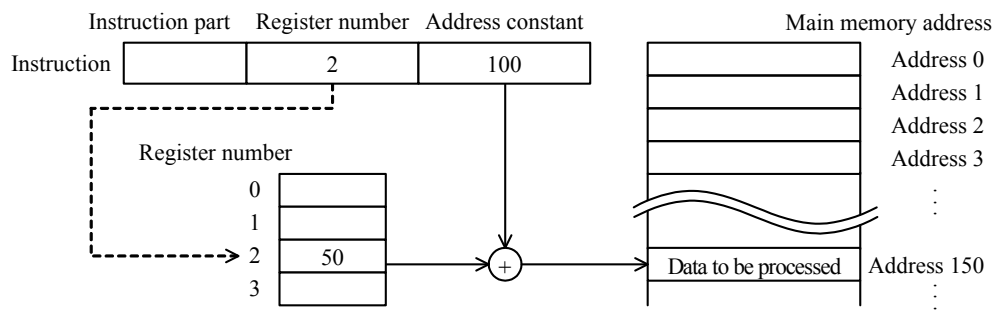 Instruction part Register number Address constant Main memory address
Instruction 2 100 Address 0
Address 1
Address 2
Address 3
Register number
0
1
2 50 + Data to be processed Address 150
3